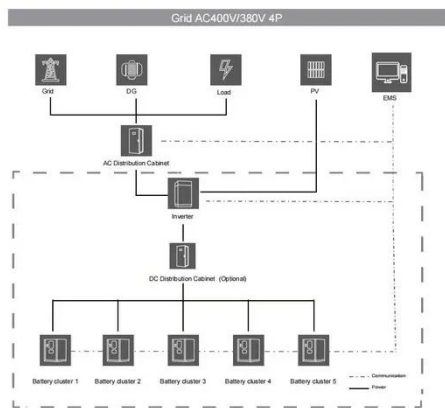 Grid AC400V/380V 4P
Grid
DG
Load
PV
EMS
AC Distribution Cabinet
Inverter
DC Distribution Cabinet (Optional)
Battery cluster 1
Battery cluster 2
Battery cluster 3
Battery cluster 4
Battery cluster 5
Communication
Power